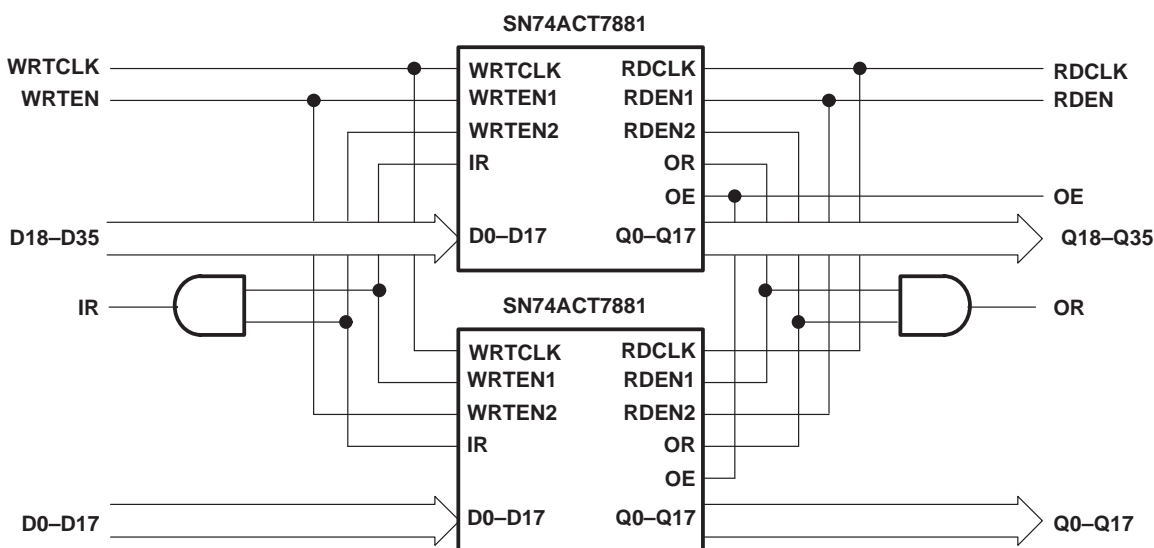 SN74ACT7881
WRTCLK
WRTEN
WRTCLK
WRTEN1
WRTEN2
IR
D0–D17
RDCLK
RDEN1
RDEN2
OR
OE
Q0–Q17
RDCLK
RDEN
OE
D18–D35
Q18–Q35
IR
OR
SN74ACT7881
WRTCLK
WRTEN1
WRTEN2
IR
D0–D17
RDCLK
RDEN1
RDEN2
OR
OE
Q0–Q17
D0–D17
Q0–Q17